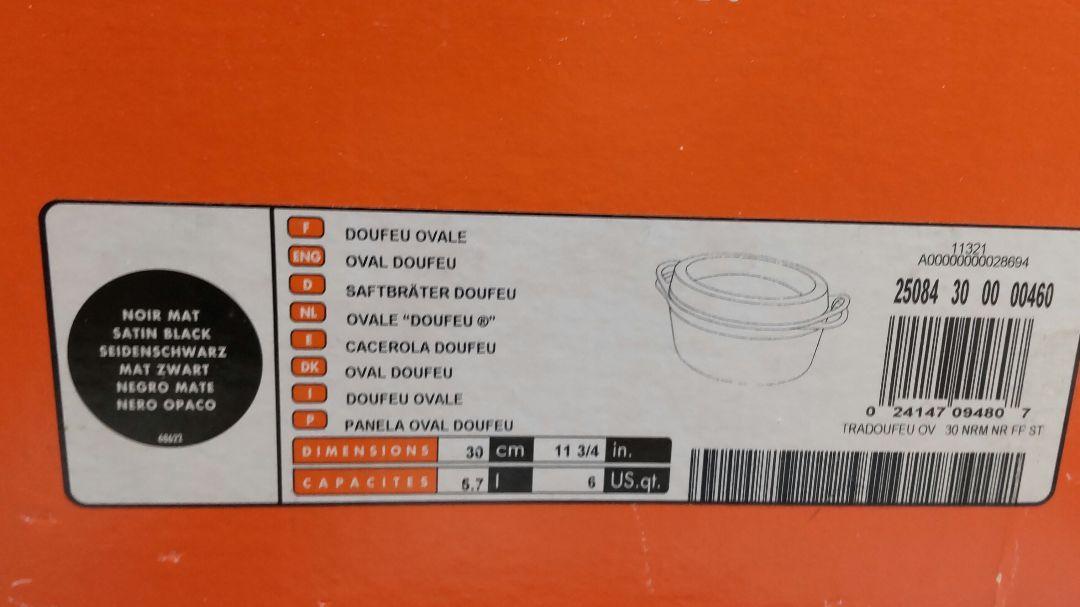 NOIR MAT
SATIN BLACK
SEIDENSCHWARZ
MAT ZWART
NEGRO MATE
NERO OPACO
F DOUFEU OVALE
ENG OVAL DOUFEU
D SAFTBRÄTER DOUFEU
NL OVALE "DOUFEU ®"
E CACEROLA DOUFEU
DK OVAL DOUFEU
I DOUFEU OVALE
P PANELA OVAL DOUFEU
DIMENSIONS 30 cm 11 3/4 in.
CAPACITES 5.7 l 6 US.qt.
11321
A00000000028694
25084 30 00 00460
0 24147 09480 7
TRADOUFEU OV 30 NRM NR FF ST